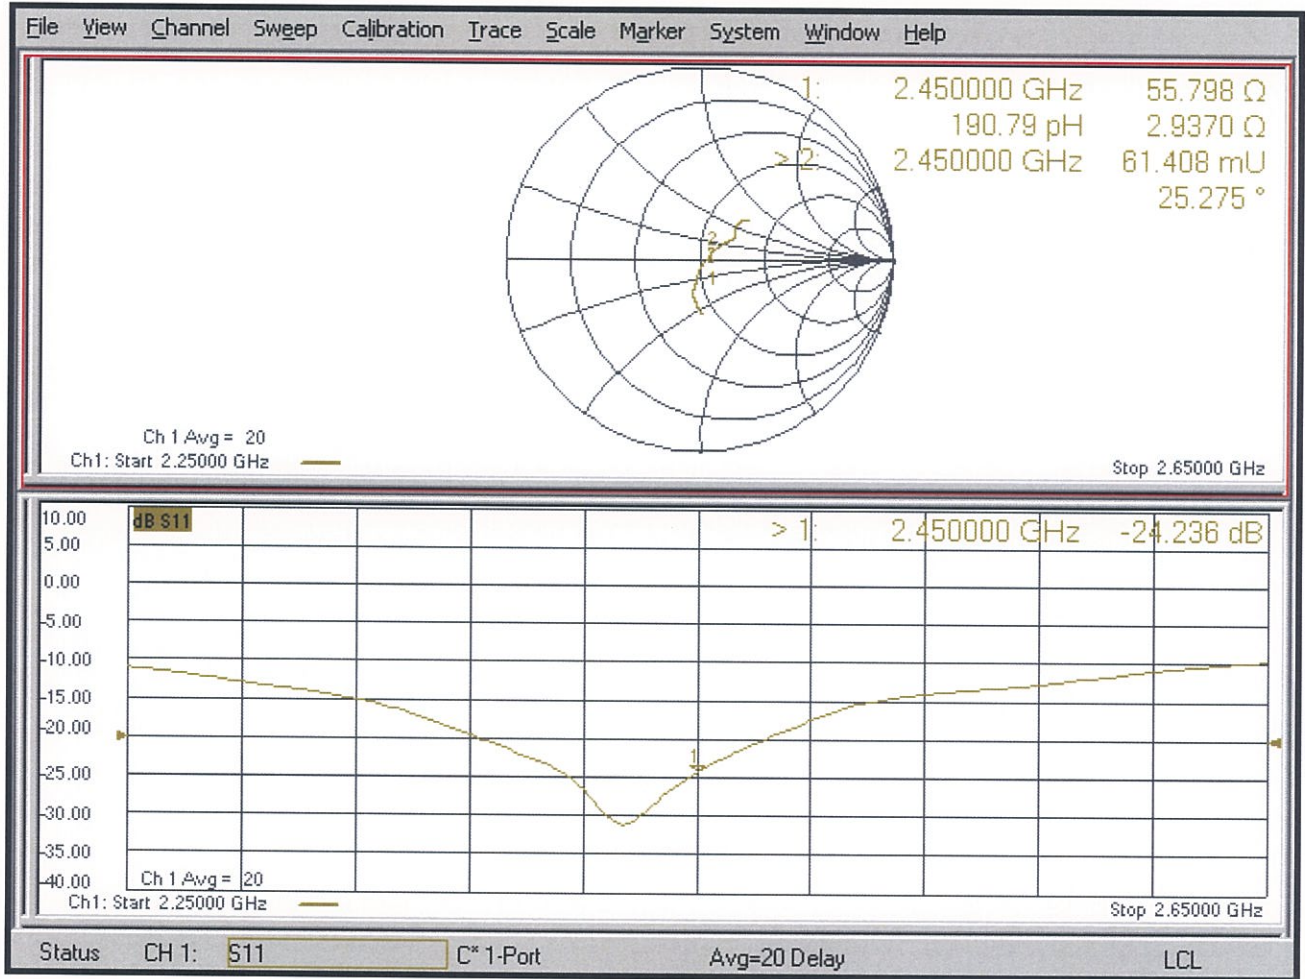 File View Channel Sweep Calibration Trace Scale Marker System Window Help
1: 2.450000 GHz 55.798 Ω
190.79 pH 2.9370 Ω
> 2: 2.450000 GHz 61.408 mU
25.275 °
2
1
Ch 1 Avg = 20
Ch1: Start 2.25000 GHz
Stop 2.65000 GHz
10.00
dB S11
> 1: 2.450000 GHz -24.236 dB
5.00
0.00
-5.00
-10.00
-15.00
-20.00
1
-25.00
-30.00
-35.00
-40.00
Ch 1 Avg = 20
Ch1: Start 2.25000 GHz
Stop 2.65000 GHz
Status CH 1: S11 C* 1-Port Avg=20 Delay LCL